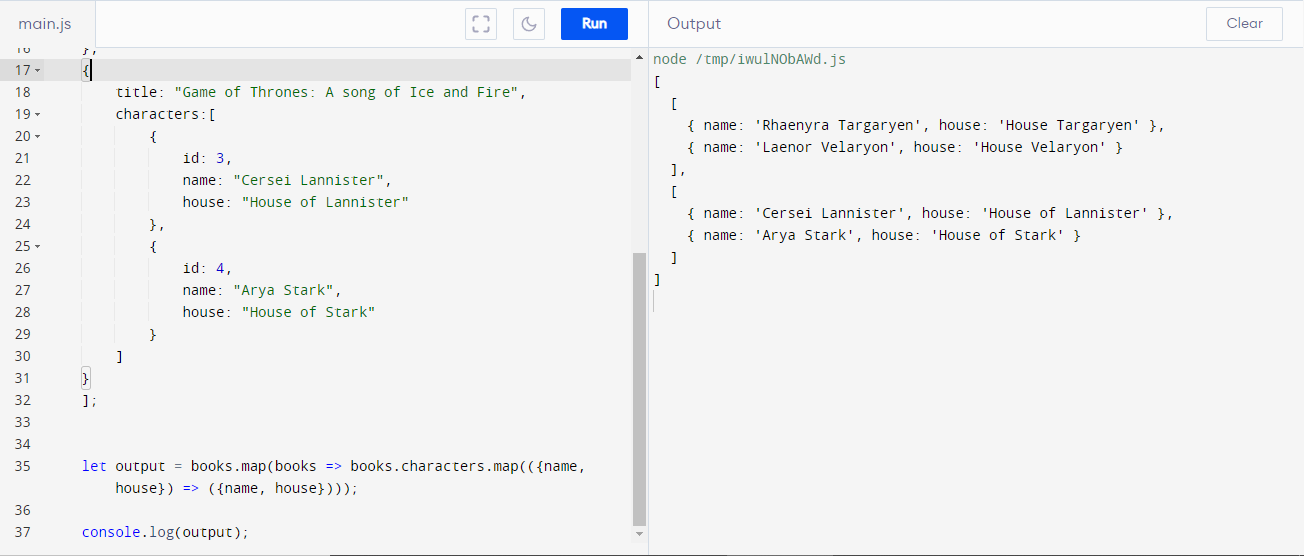 main.js
Run
16 },
17 {
18 title: "Game of Thrones: A song of Ice and Fire",
19 characters:[
20 {
21 id: 3,
22 name: "Cersei Lannister",
23 house: "House of Lannister"
24 },
25 {
26 id: 4,
27 name: "Arya Stark",
28 house: "House of Stark"
29 }
30 ]
31 }
32 ];
33
34
35 let output = books.map(books => books.characters.map(({name,
house}) => ({name, house})));
36
37 console.log(output);
Output
Clear
node /tmp/iwulNObAWd.js
[
[
{ name: 'Rhaenyra Targaryen', house: 'House Targaryen' },
{ name: 'Laenor Velaryon', house: 'House Velaryon' }
],
[
{ name: 'Cersei Lannister', house: 'House of Lannister' },
{ name: 'Arya Stark', house: 'House of Stark' }
]
]